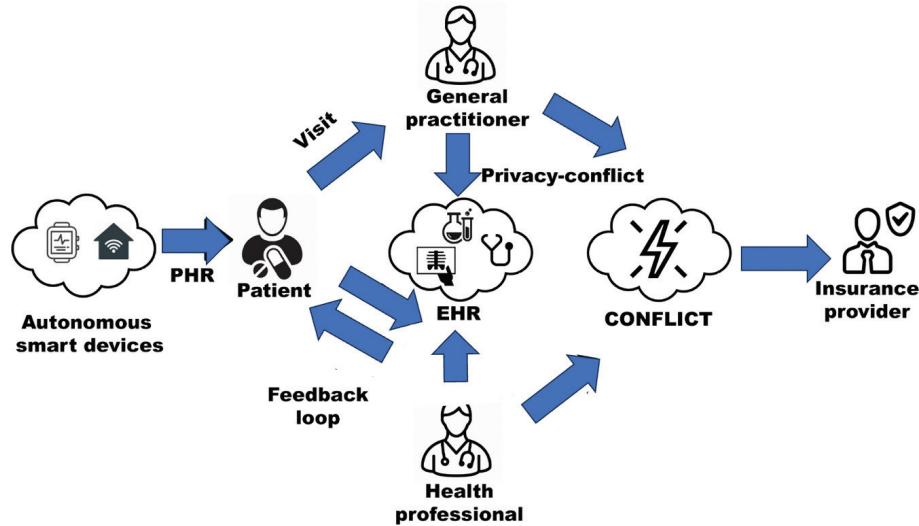 General
practitioner
Visit
Privacy-conflict
PHR
Patient
EHR
CONFLICT
Insurance
provider
Autonomous
smart devices
Feedback
loop
Health
professional